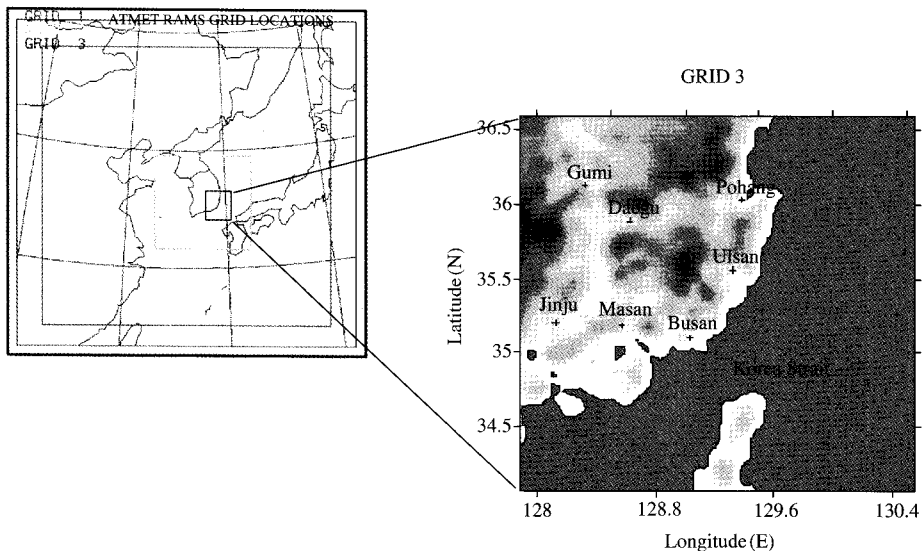 GRID 1
ATMET RAMS GRID LOCATIONS
GRID 3
GRID 3
36.5
36
35.5
35
34.5
Latitude (N)
Gumi
Pohang
Daegu
Ulsan
Jinju
Masan
Busan
Korea Strait
128
128.8
129.6
130.4
Longitude (E)